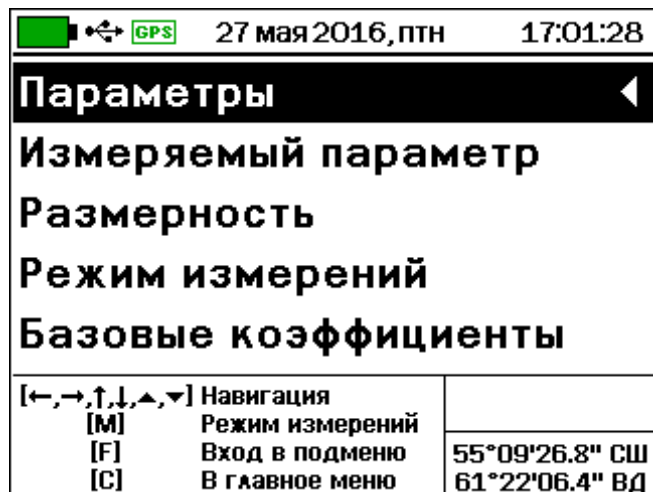 GPS 27 мая 2016, птн 17:01:28
Параметры
Измеряемый параметр
Размерность
Режим измерений
Базовые коэффициенты
[←,→,↑,↓,▲,▼] Навигация
[M] Режим измерений
[F] Вход в подменю
[C] В главное меню
55°09'26.8" СШ
61°22'06.4" ВД